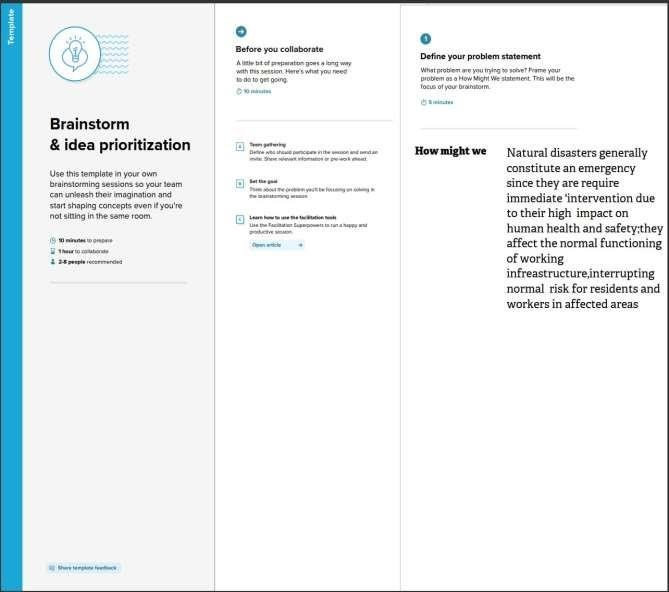 Template
Brainstorm
& idea prioritization
Use this template in your own
brainstorming sessions so your team
can unleash their imagination and
start shaping concepts even if you're
not sitting in the same room.
10 minutes to prepare
1 hour to collaborate
2-8 people recommended
Share template feedback
Before you collaborate
A little bit of preparation goes a long way
with this session. Here's what you need
to do to get going.
10 minutes
A
Team gathering
Define who should participate in the session and send an
invite. Share relevant information or pre-work ahead.
B
Set the goal
Think about the problem you'll be focusing on solving in
the brainstorming session.
C
Learn how to use the facilitation tools
Use the Facilitation Superpowers to run a happy and
productive session.
Open article
1
Define your problem statement
What problem are you trying to solve? Frame your
problem as a How Might We statement. This will be the
focus of your brainstorm.
5 minutes
How might we
Natural disasters generally
constitute an emergency
since they are require
immediate 'intervention due
to their high impact on
human health and safety;they
affect the normal functioning
of working
infreastructure,interrupting
normal risk for residents and
workers in affected areas